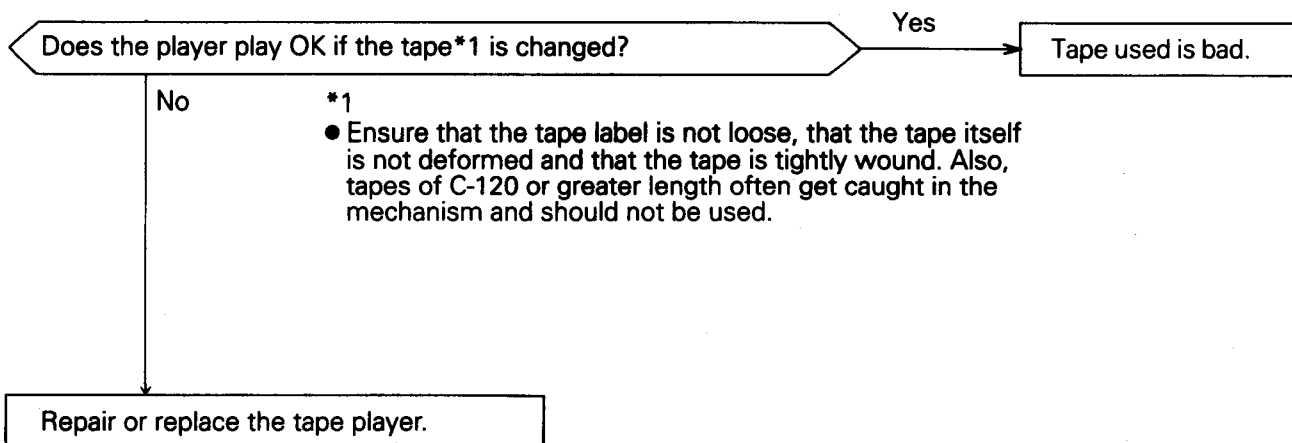 Yes
Does the player play OK if the tape*1 is changed?
Tape used is bad.
No
*1
● Ensure that the tape label is not loose, that the tape itself
is not deformed and that the tape is tightly wound. Also,
tapes of C-120 or greater length often get caught in the
mechanism and should not be used.
Repair or replace the tape player.